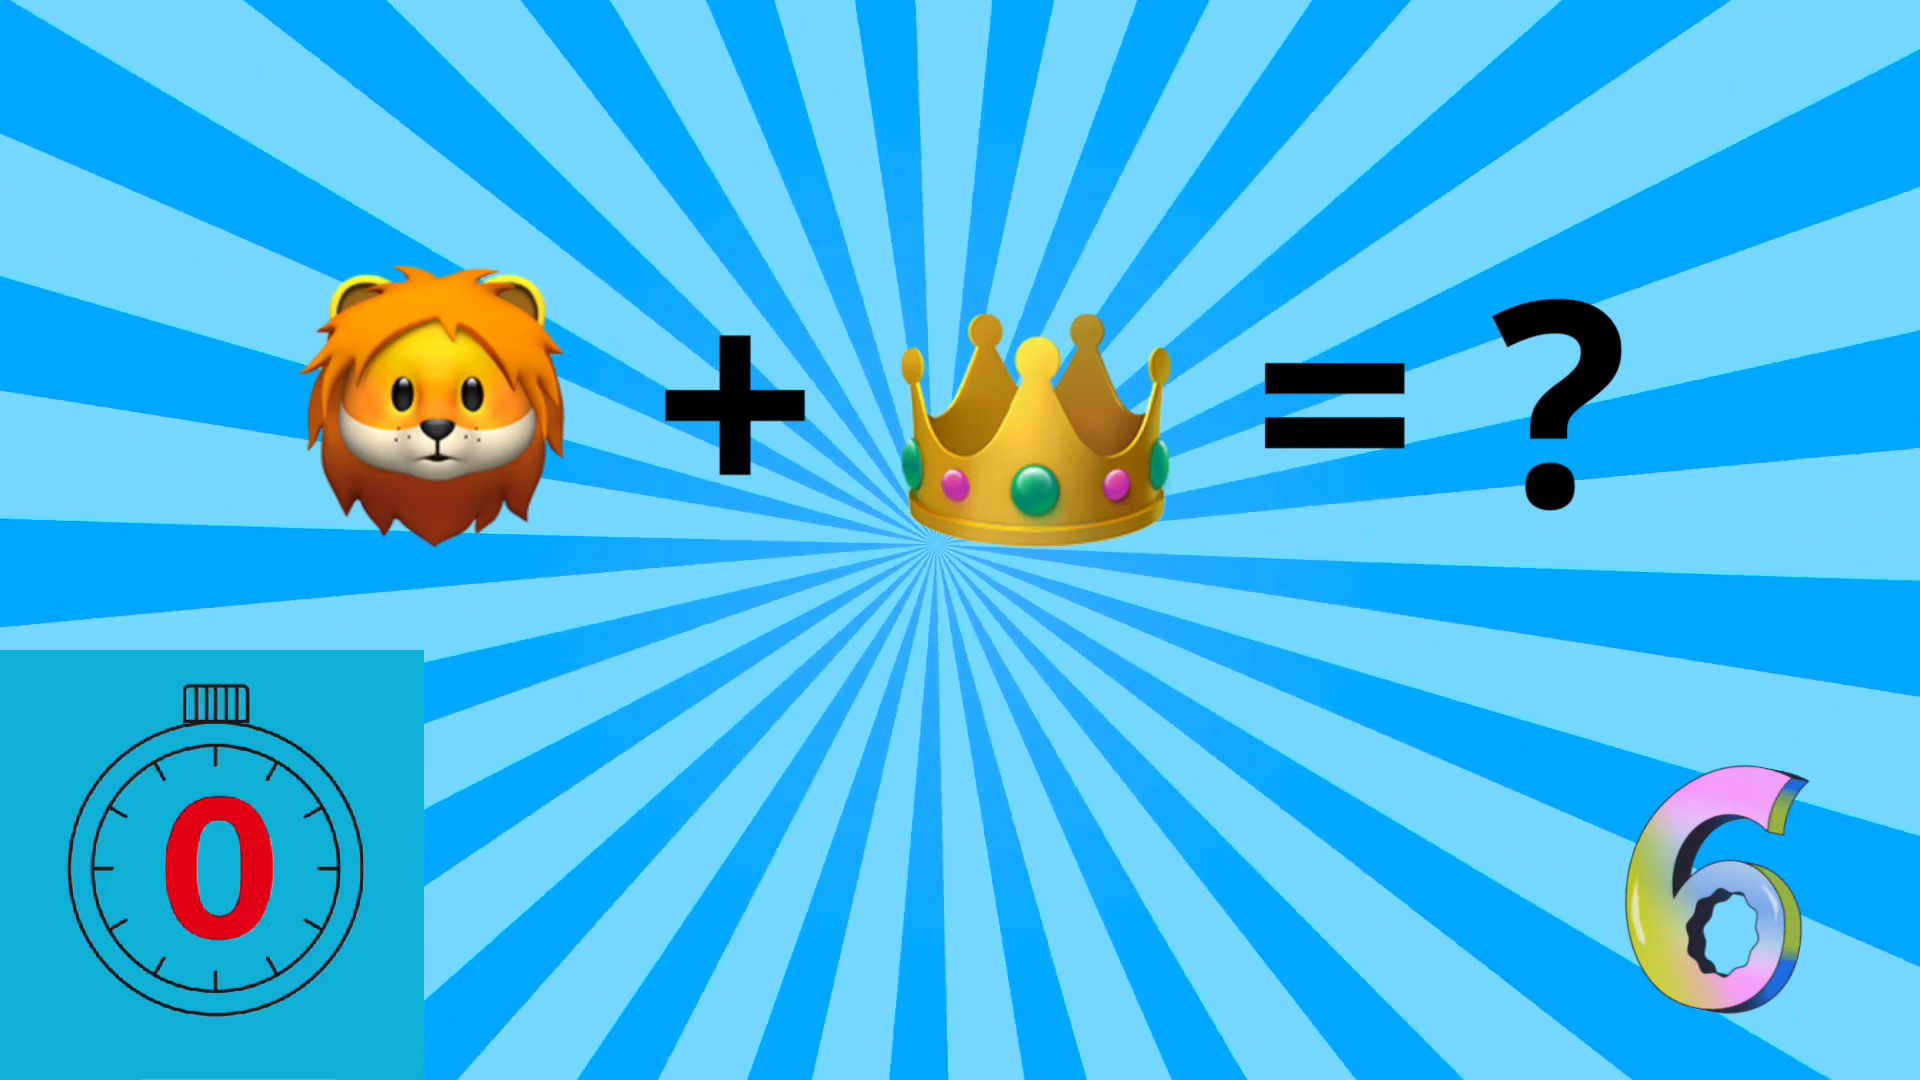 + = ?
0
6